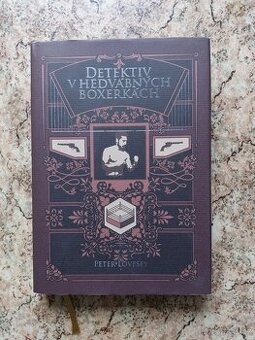 DETEKTIV
V HEDVÁBNÝCH
BOXERKÁCH
PETER LOVESEY